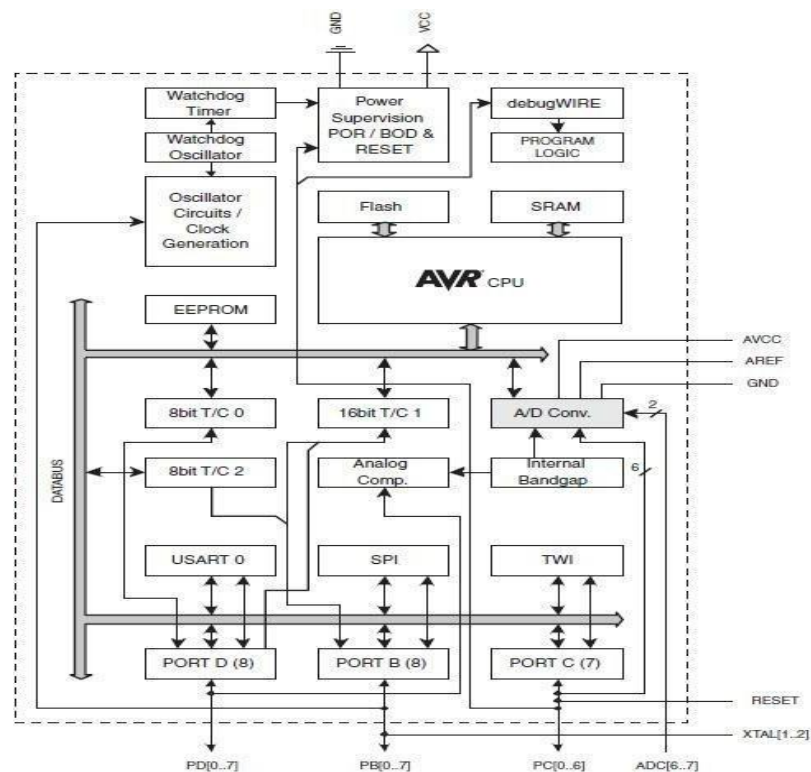 GND
VCC
Watchdog
Timer
Power
Supervision
POR / BOD &
RESET
debugWIRE
Watchdog
Oscillator
PROGRAM
LOGIC
Oscillator
Circuits /
Clock
Generation
Flash
SRAM
AVR CPU
EEPROM
AVCC
AREF
GND
8bit T/C 0
16bit T/C 1
A/D Conv.
2
8bit T/C 2
Analog
Comp.
Internal
Bandgap
6
DATABUS
USART 0
SPI
TWI
PORT D (8)
PORT B (8)
PORT C (7)
RESET
XTAL[1..2]
PD[0..7]
PB[0..7]
PC[0..6]
ADC[6..7]